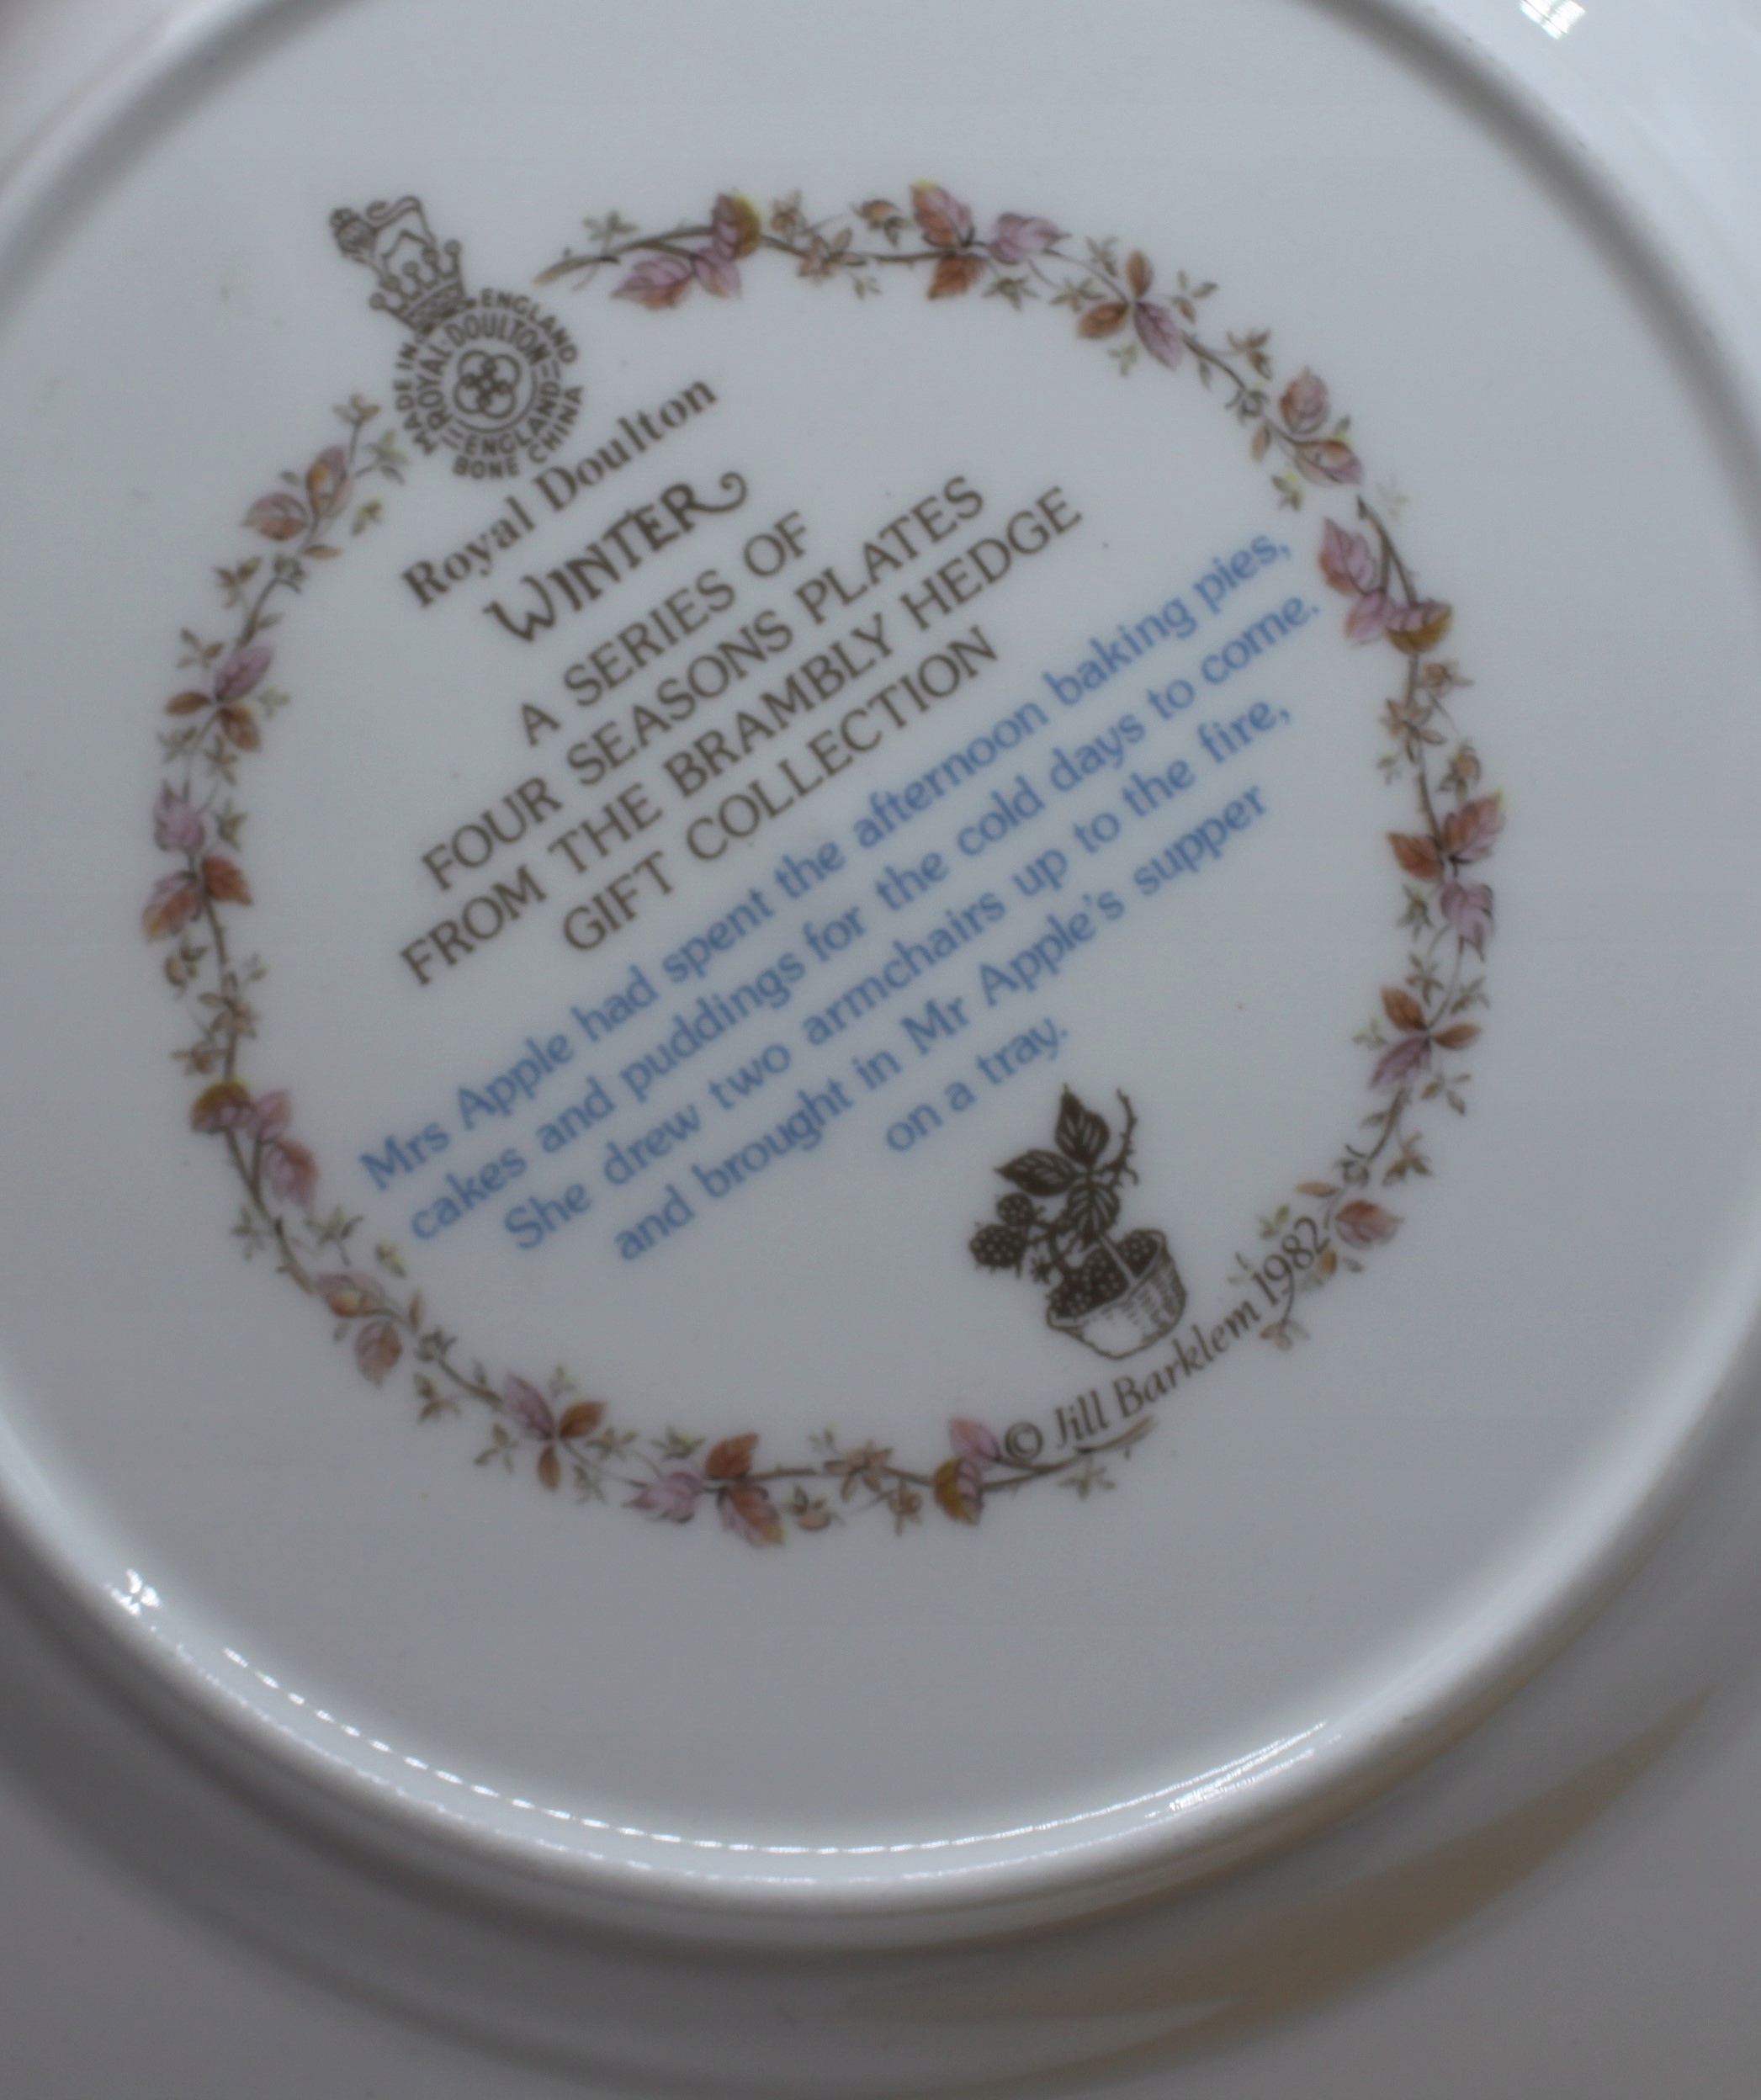 MADE IN ENGLAND
ROYAL·DOULTON
ENGLAND
BONE CHINA
Royal Doulton
WINTER
A SERIES OF
FOUR SEASONS PLATES
FROM THE BRAMBLY HEDGE
GIFT COLLECTION
Mrs Apple had spent the afternoon baking pies,
cakes and puddings for the cold days to come.
She drew two armchairs up to the fire,
and brought in Mr Apple's supper
on a tray.
© Jill Barklem 1982